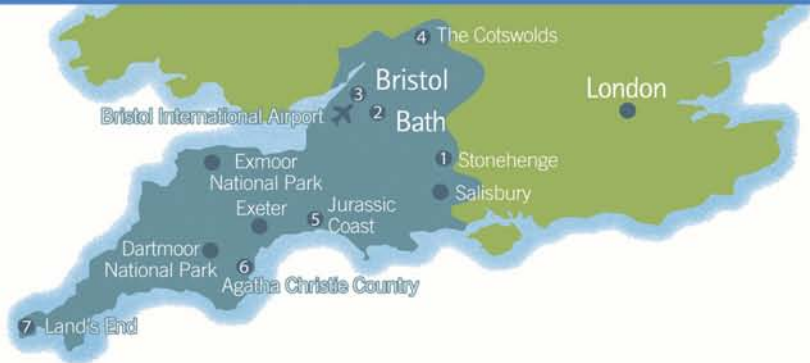 4 The Cotswolds
Bristol
3
London
Bristol International Airport
2
Bath
1 Stonehenge
Exmoor
National Park
Salisbury
Exeter
5 Jurassic
Coast
Dartmoor
National Park
6
Agatha Christie Country
7 Land's End